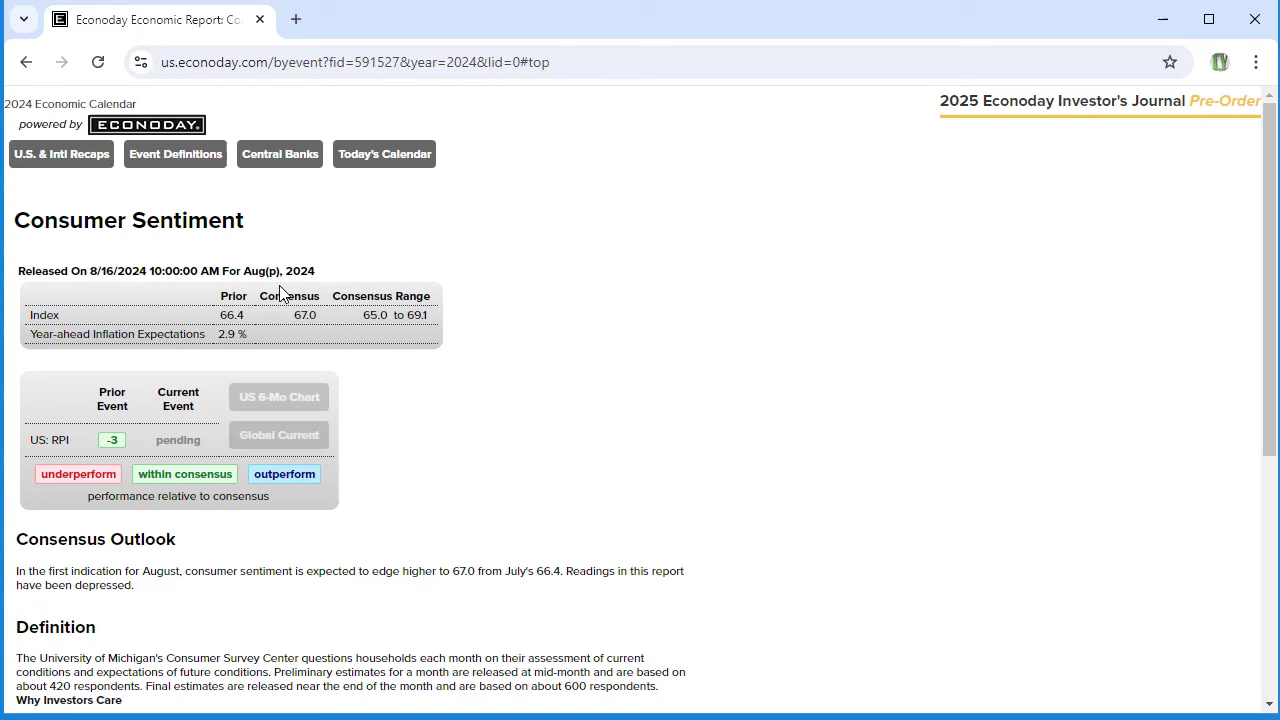 Econoday Economic Report: Co
us.econoday.com/byevent?fid=591527&year=2024&lid=0#top
2024 Economic Calendar
2025 Econoday Investor's Journal Pre-Order
powered by ECONODAY.
U.S. & Intl Recaps Event Definitions Central Banks Today's Calendar
Consumer Sentiment
Released On 8/16/2024 10:00:00 AM For Aug(p), 2024
Prior Consensus Consensus Range
Index 66.4 67.0 65.0 to 69.1
Year-ahead Inflation Expectations 2.9 %
Prior Event Current Event US 6-Mo Chart
Global Current
US: RPI -3 pending
underperform within consensus outperform
performance relative to consensus
Consensus Outlook
In the first indication for August, consumer sentiment is expected to edge higher to 67.0 from July's 66.4. Readings in this report
have been depressed.
Definition
The University of Michigan's Consumer Survey Center questions households each month on their assessment of current
conditions and expectations of future conditions. Preliminary estimates for a month are released at mid-month and are based on
about 420 respondents. Final estimates are released near the end of the month and are based on about 600 respondents.
Why Investors Care